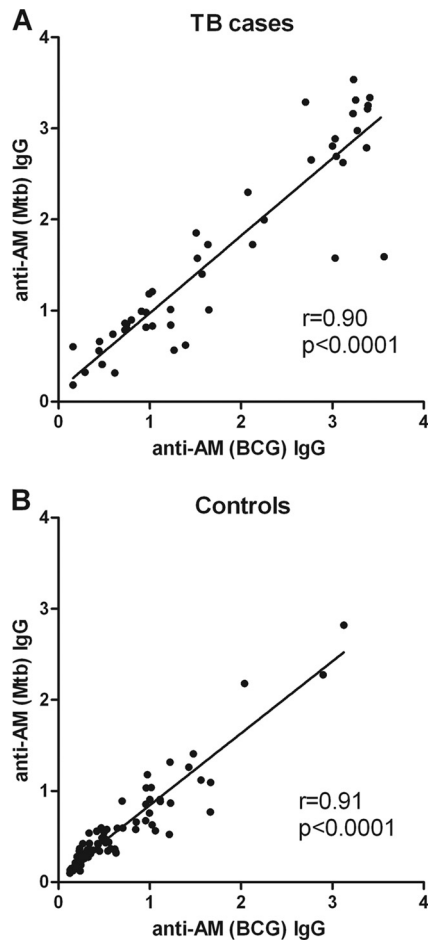 A
TB cases
4
3
2
1
0
anti-AM (Mtb) IgG
r=0.90
p<0.0001
0 1 2 3 4
anti-AM (BCG) IgG
B
Controls
4
3
2
1
0
anti-AM (Mtb) IgG
r=0.91
p<0.0001
0 1 2 3 4
anti-AM (BCG) IgG